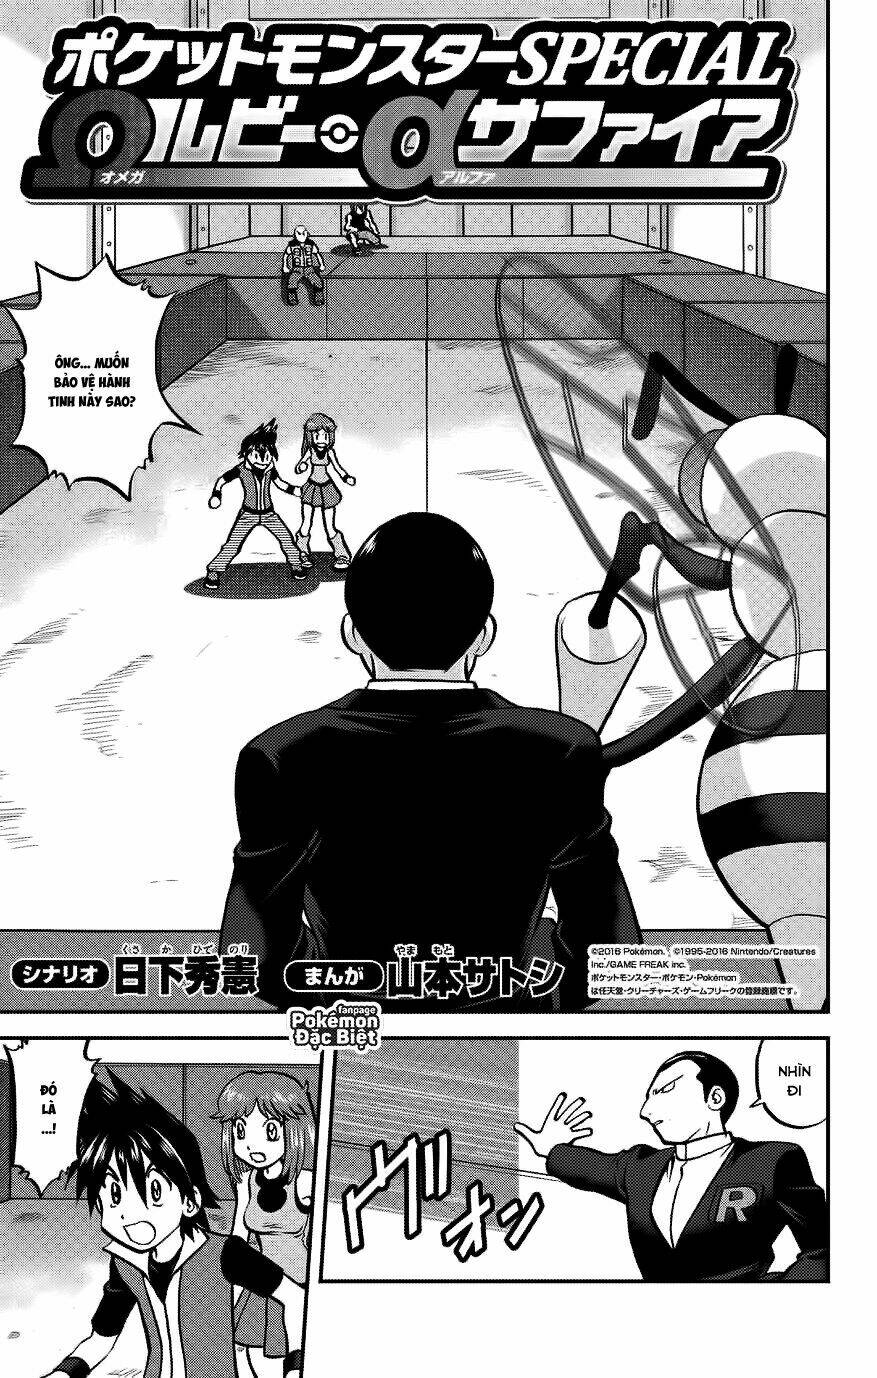 ポケットモンスターSPECIAL
Ωルビー・αサファイア
オメガ アルファ
ÔNG... MUỐN
BẢO VỆ HÀNH
TINH NÀY SAO?
くさ か ひで のり
シナリオ 日下秀憲
やま もと
まんが 山本サトシ
©2016 Pokémon. ©1995-2016 Nintendo/Creatures
Inc./GAME FREAK inc.
ポケットモンスター・ポケモン・Pokémon
は任天堂・クリーチャーズ・ゲームフリークの登録商標です。
fanpage
Pokémon
Đặc Biệt
NHÌN
ĐI
R
ヴオン
ĐÓ
LÀ
...!